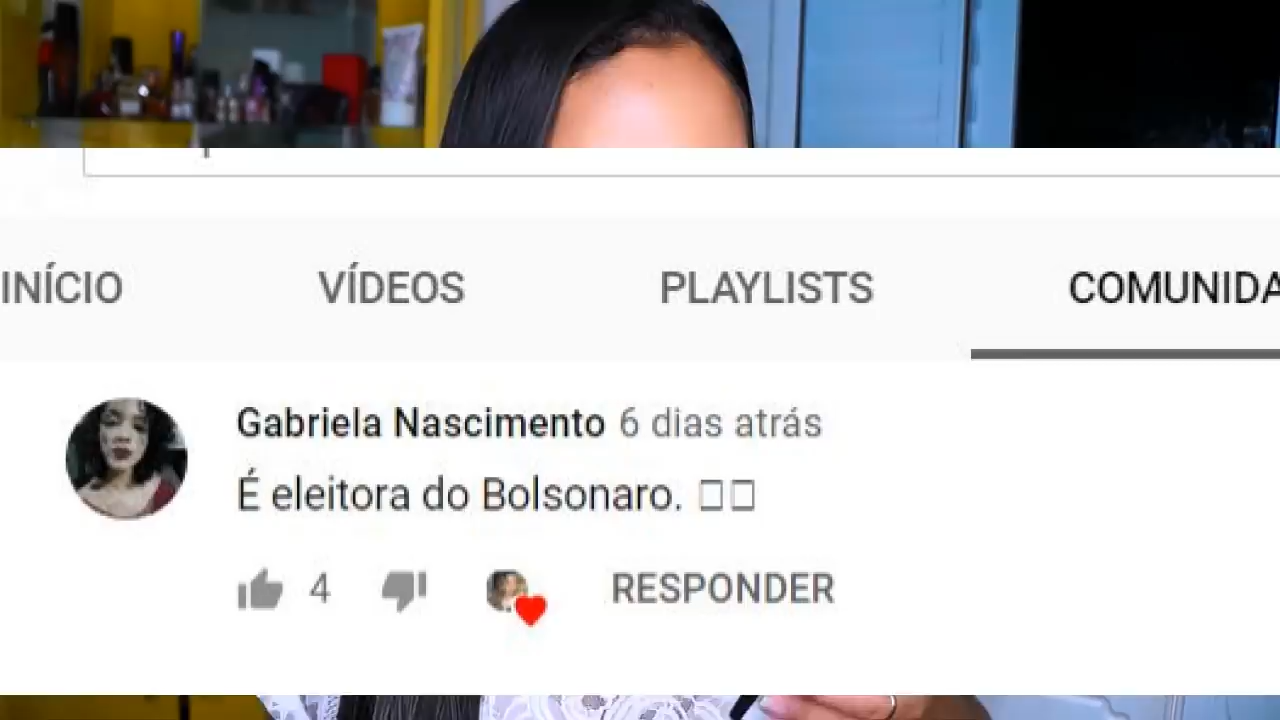 INÍCIO VÍDEOS PLAYLISTS COMUNIDA
Gabriela Nascimento 6 dias atrás
É eleitora do Bolsonaro. □□
4 RESPONDER